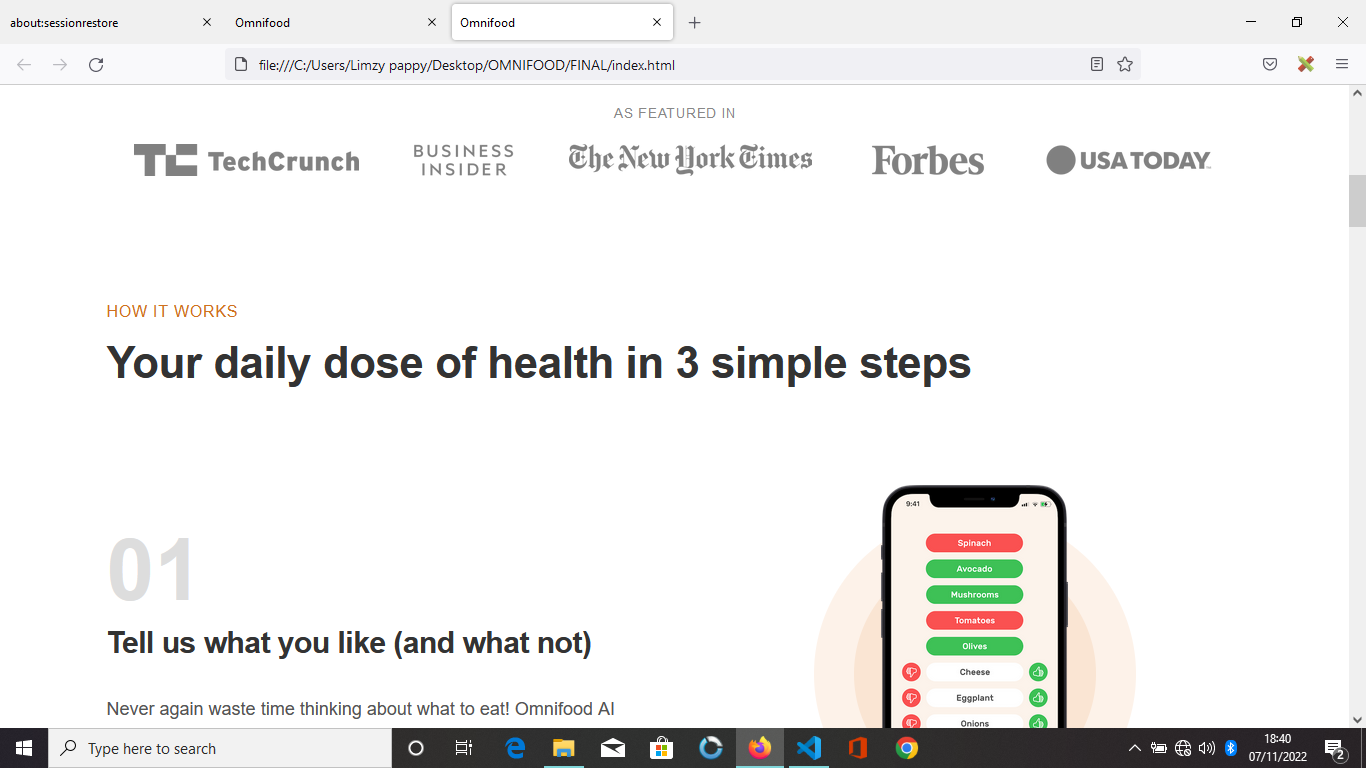 about:sessionrestore
Omnifood
Omnifood
file:///C:/Users/Limzy pappy/Desktop/OMNIFOOD/FINAL/index.html
AS FEATURED IN
TC TechCrunch
BUSINESS
INSIDER
The New York Times
Forbes
USA TODAY
HOW IT WORKS
Your daily dose of health in 3 simple steps
01
Tell us what you like (and what not)
Never again waste time thinking about what to eat! Omnifood AI
9:41
Spinach
Avocado
Mushrooms
Tomatoes
Olives
Cheese
Eggplant
Onions
Type here to search
18:40
07/11/2022
2